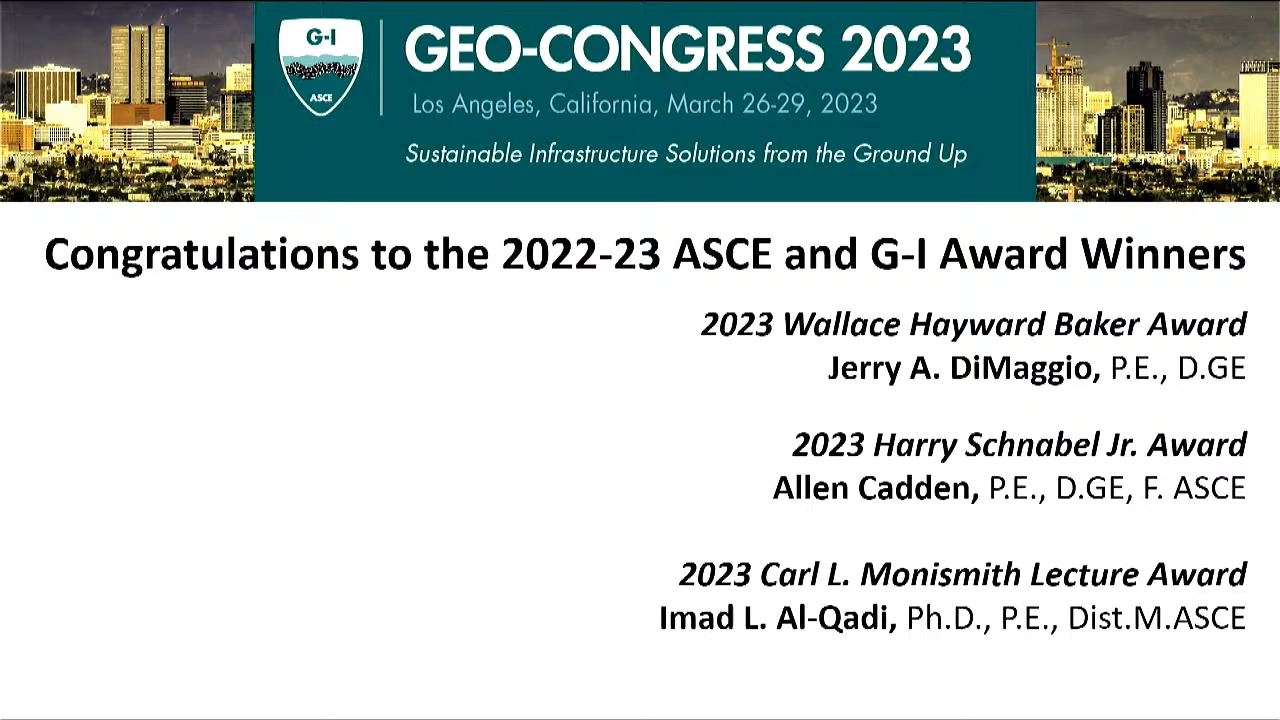 G-I
ASCE
GEO-CONGRESS 2023
Los Angeles, California, March 26-29, 2023
Sustainable Infrastructure Solutions from the Ground Up
Congratulations to the 2022-23 ASCE and G-I Award Winners
2023 Wallace Hayward Baker Award
Jerry A. DiMaggio, P.E., D.GE
2023 Harry Schnabel Jr. Award
Allen Cadden, P.E., D.GE, F. ASCE
2023 Carl L. Monismith Lecture Award
Imad L. Al-Qadi, Ph.D., P.E., Dist.M.ASCE